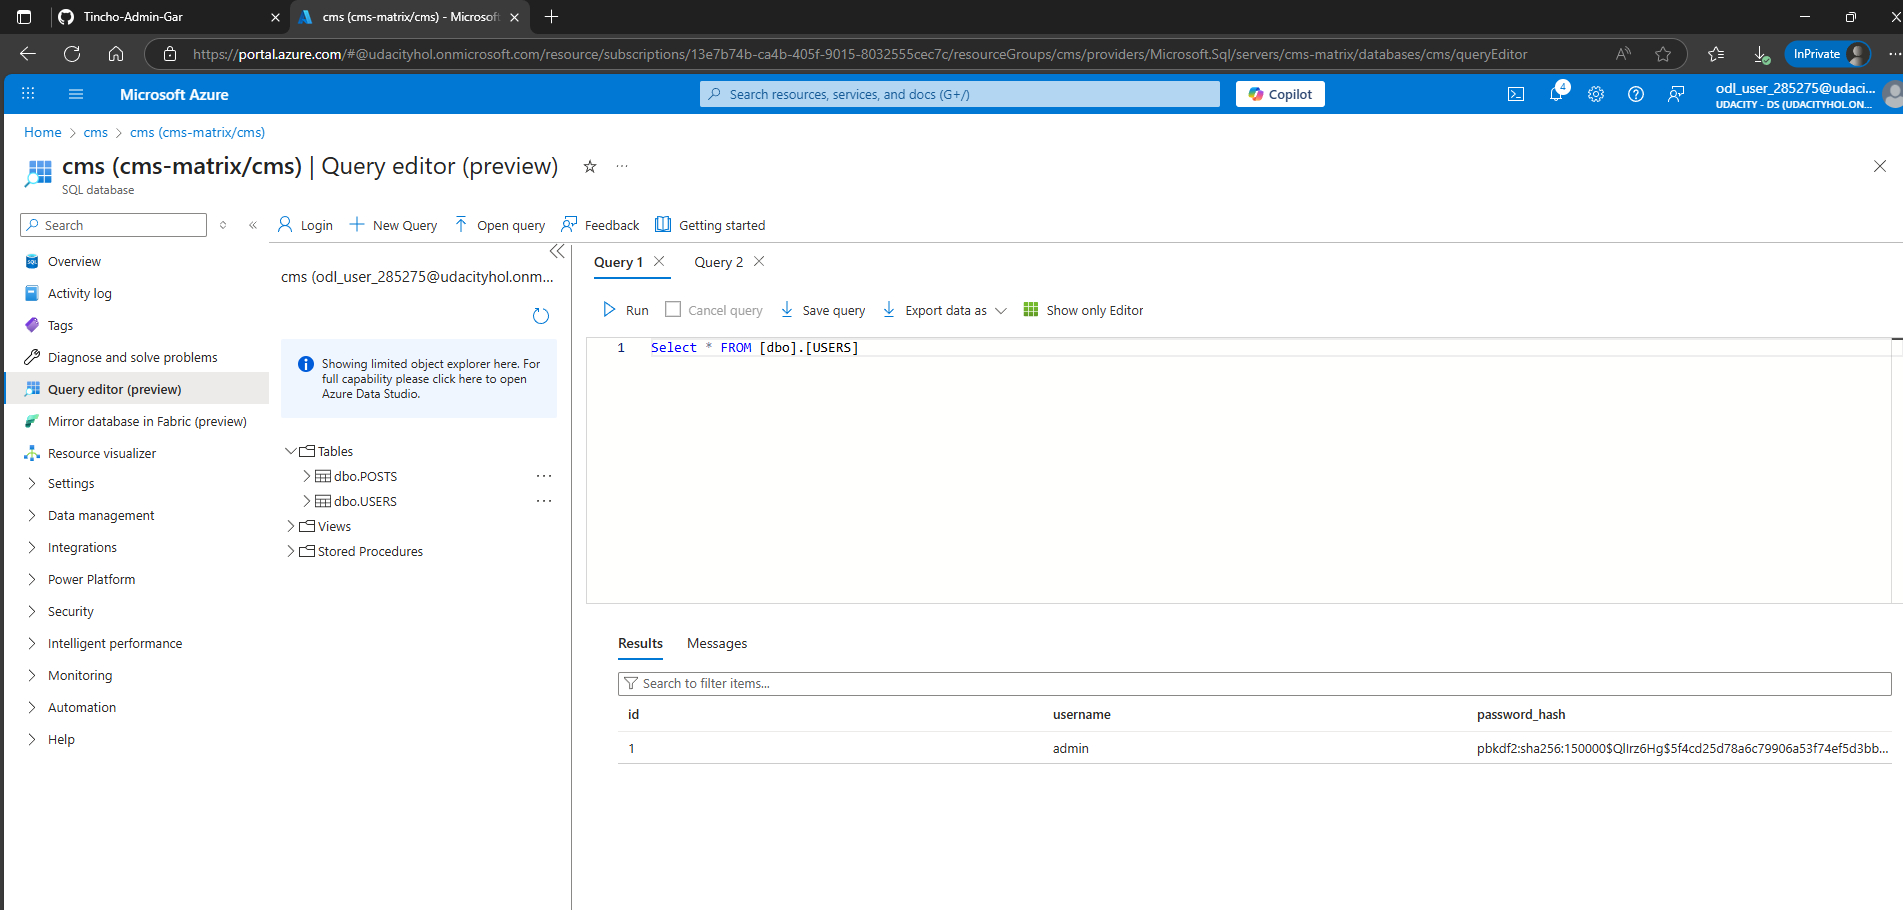 Tincho-Admin-Gar
cms (cms-matrix/cms) - Microsoft
https://portal.azure.com/#@udacityhol.onmicrosoft.com/resource/subscriptions/13e7b74b-ca4b-405f-9015-8032555cec7c/resourceGroups/cms/providers/Microsoft.Sql/servers/cms-matrix/databases/cms/queryEditor
InPrivate
Microsoft Azure
Search resources, services, and docs (G+/)
Copilot
4
odl_user_285275@udaci...
UDACITY - DS (UDACITYHOL.ON...
Home > cms > cms (cms-matrix/cms)
cms (cms-matrix/cms) | Query editor (preview)
SQL database
Search
Login
New Query
Open query
Feedback
Getting started
Overview
Activity log
Tags
Diagnose and solve problems
Query editor (preview)
Mirror database in Fabric (preview)
Resource visualizer
Settings
Data management
Integrations
Power Platform
Security
Intelligent performance
Monitoring
Automation
Help
cms (odl_user_285275@udacityhol.onm...
Showing limited object explorer here. For
full capability please click here to open
Azure Data Studio.
Tables
dbo.POSTS
dbo.USERS
Views
Stored Procedures
Query 1
Query 2
Run
Cancel query
Save query
Export data as
Show only Editor
1 Select * FROM [dbo].[USERS]
Results
Messages
Search to filter items...
id username password_hash
1 admin pbkdf2:sha256:150000$QlIrz6Hg$5f4cd25d78a6c79906a53f74ef5d3bb...